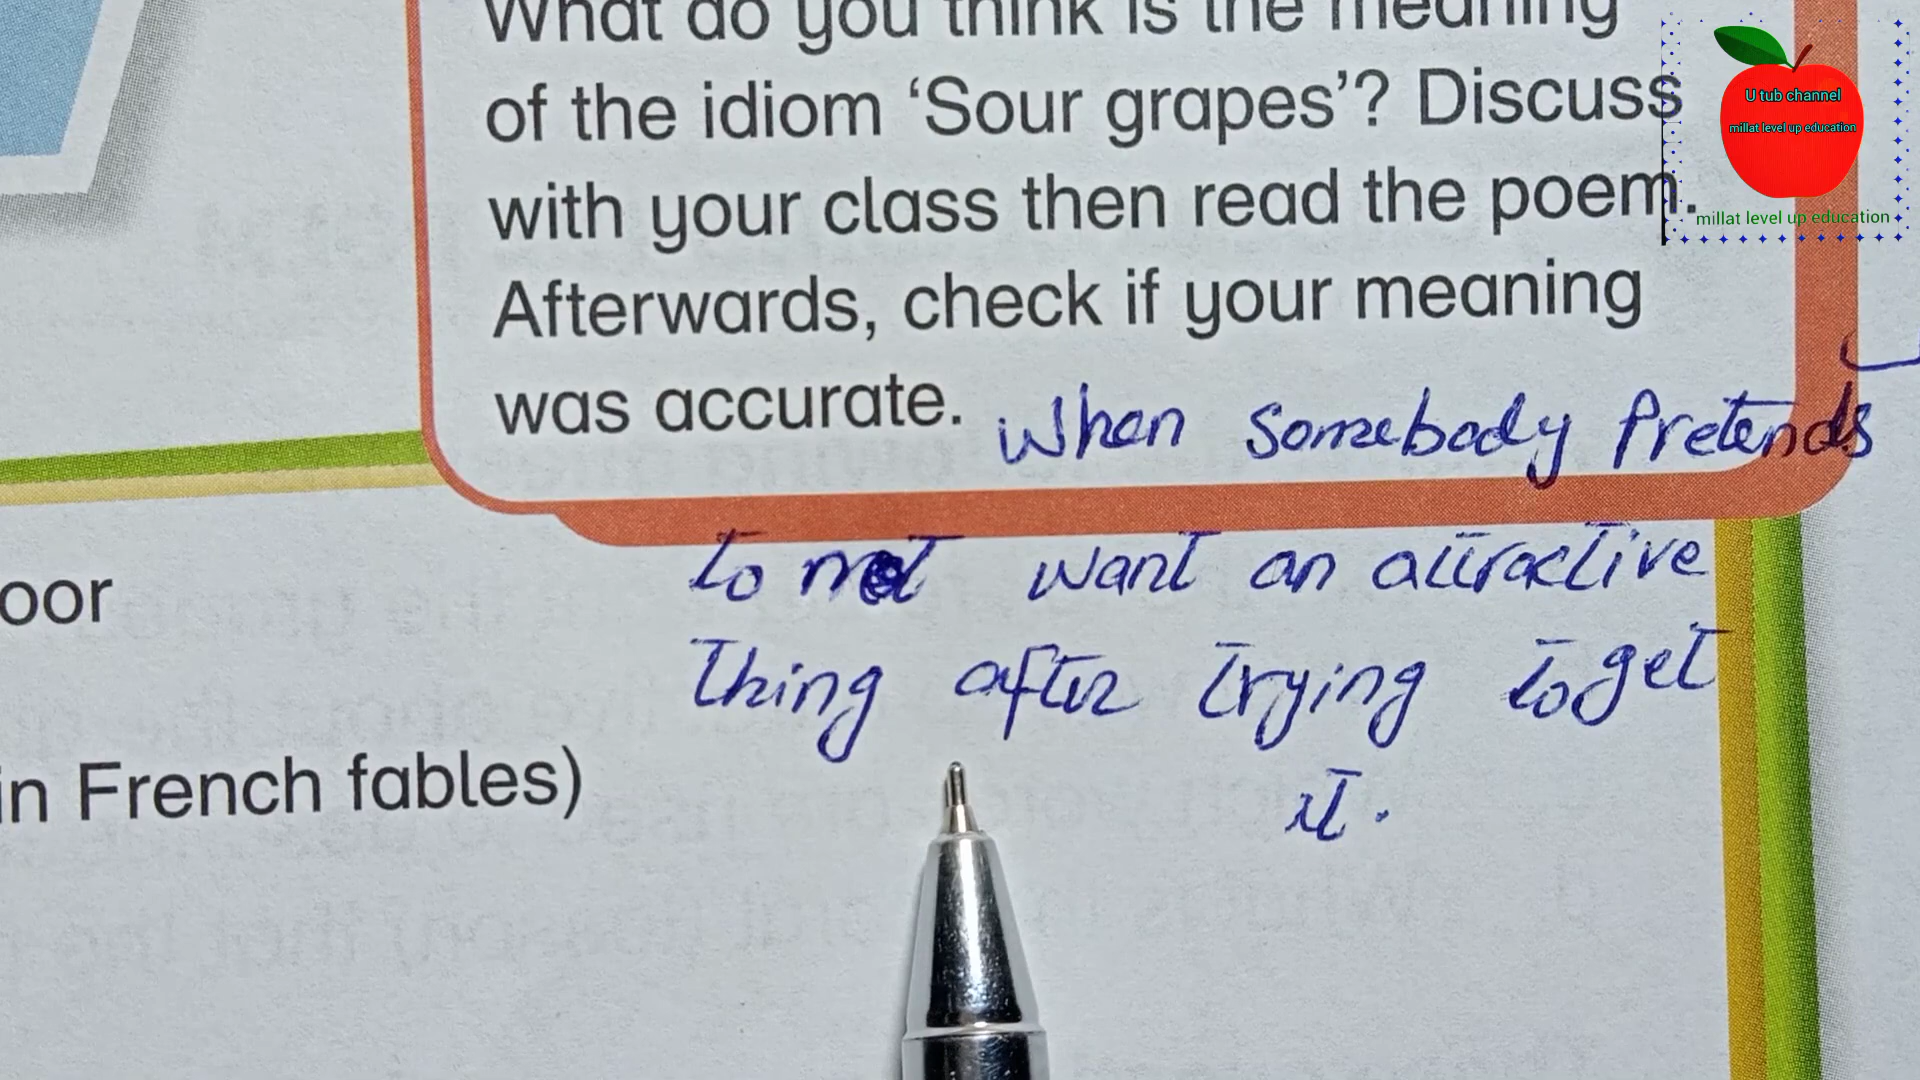 What do you think is the meaning
of the idiom ‘Sour grapes’? Discuss
with your class then read the poem.
Afterwards, check if your meaning
was accurate. When Somebody Pretends
to not want an attractive
thing after trying to get
it.
oor
in French fables)
U tub channel
millat level up education
millat level up education